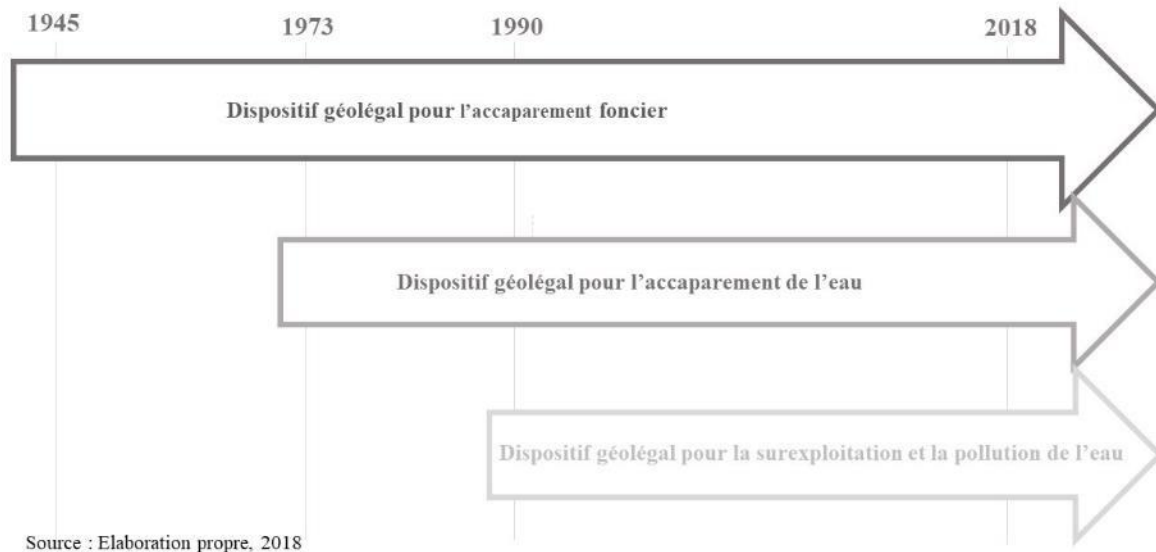 1945 1973 1990 2018
Dispositif géolégal pour l'accaparement foncier
Dispositif géolégal pour l'accaparement de l'eau
Dispositif géolégal pour la surexploitation et la pollution de l'eau
Source : Elaboration propre, 2018